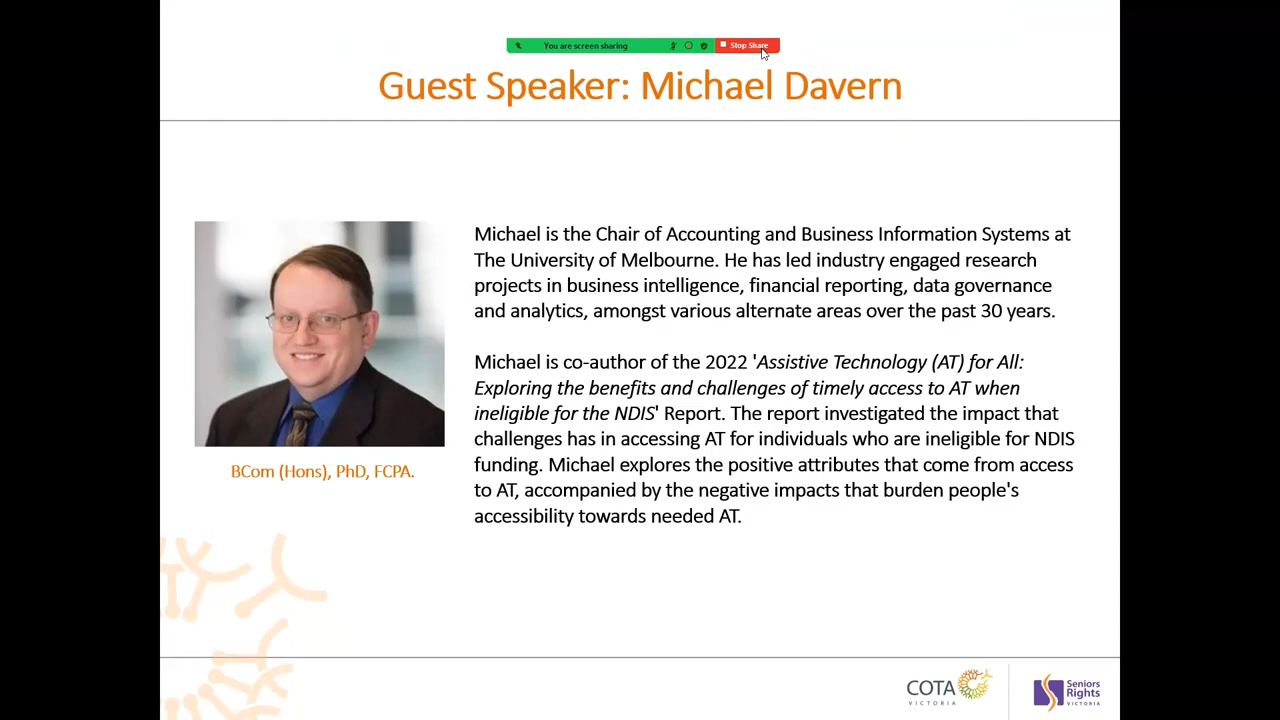 You are screen sharing
Stop Share
Guest Speaker: Michael Davern
Michael is the Chair of Accounting and Business Information Systems at
The University of Melbourne. He has led industry engaged research
projects in business intelligence, financial reporting, data governance
and analytics, amongst various alternate areas over the past 30 years.
Michael is co-author of the 2022 'Assistive Technology (AT) for All:
Exploring the benefits and challenges of timely access to AT when
ineligible for the NDIS' Report. The report investigated the impact that
challenges has in accessing AT for individuals who are ineligible for NDIS
funding. Michael explores the positive attributes that come from access
to AT, accompanied by the negative impacts that burden people's
accessibility towards needed AT.
BCom (Hons), PhD, FCPA.
COTA
VICTORIA
Seniors
Rights
VICTORIA